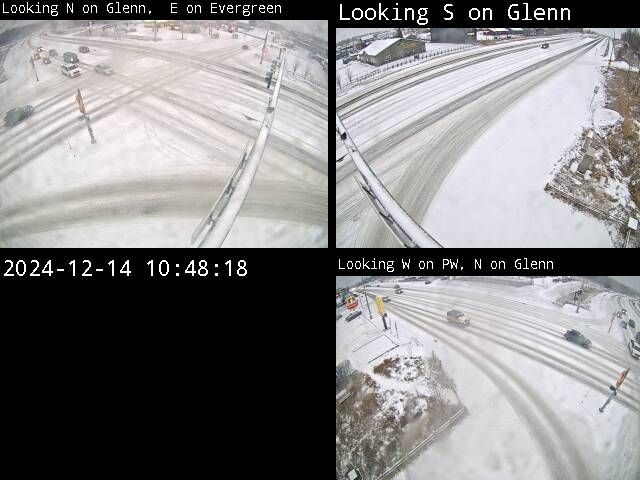 Looking N on Glenn,  E on Evergreen
Looking S on Glenn
2024-12-14 10:48:18
Looking W on PW, N on Glenn